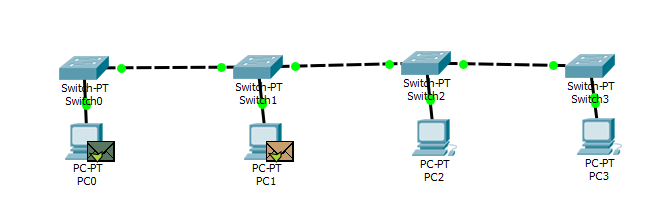 Switch-PT
Switch0
Switch-PT
Switch1
Switch-PT
Switch2
Switch-PT
Switch3
PC-PT
PC0
PC-PT
PC1
PC-PT
PC2
PC-PT
PC3